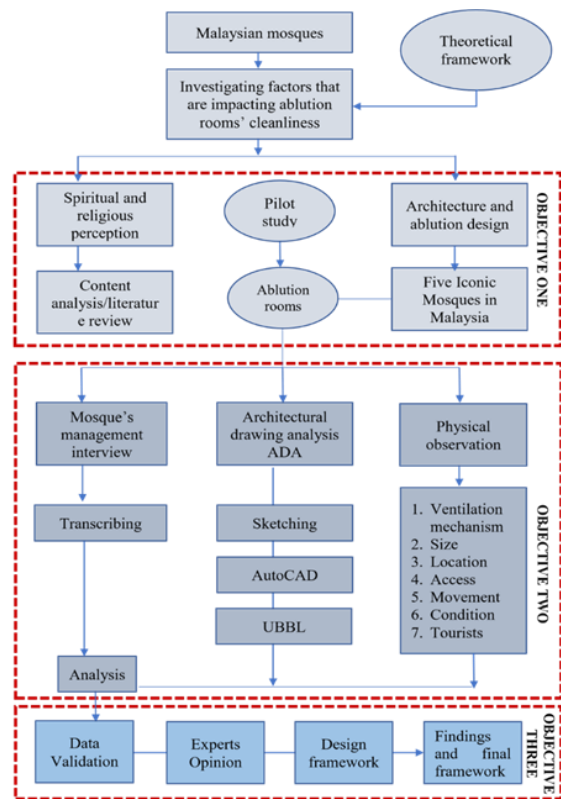 Malaysian mosques
Theoretical
framework
Investigating factors that
are impacting ablution
rooms' cleanliness
OBJECTIVE ONE
Spiritual and
religious
perception
Pilot
study
Architecture and
ablution design
Content
analysis/literatur
e review
Ablution
rooms
Five Iconic
Mosques in
Malaysia
OBJECTIVE TWO
Mosque's
management
interview
Architectural
drawing analysis
ADA
Physical
observation
Transcribing
Sketching
AutoCAD
UBBL
1. Ventilation
mechanism
2. Size
3. Location
4. Access
5. Movement
6. Condition
7. Tourists
Analysis
OBJECTIVE
THREE
Data
Validation
Experts
Opinion
Design
framework
Findings
and final
framework